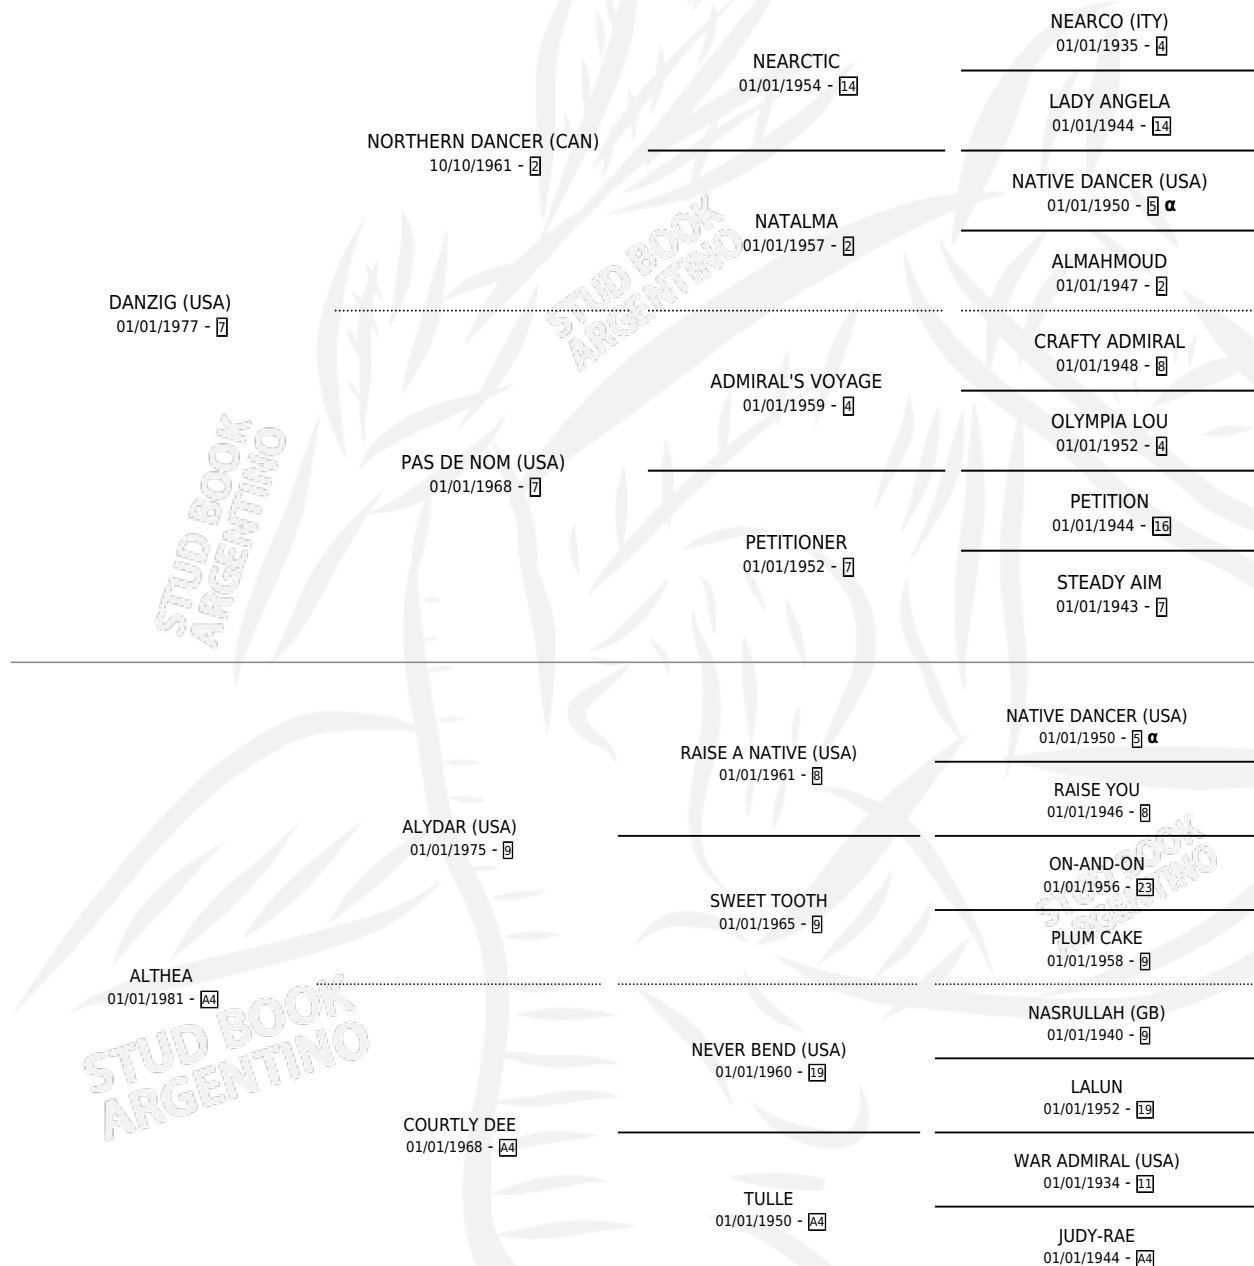 DANZIG (USA)
01/01/1977 - 7
NORTHERN DANCER (CAN)
10/10/1961 - 2
PAS DE NOM (USA)
01/01/1968 - 7
NEARCTIC
01/01/1954 - 14
NATALMA
01/01/1957 - 2
ADMIRAL'S VOYAGE
01/01/1959 - 4
PETITIONER
01/01/1952 - 7
NEARCO (ITY)
01/01/1935 - 4
LADY ANGELA
01/01/1944 - 14
NATIVE DANCER (USA)
01/01/1950 - 5 α
ALMAHMOUD
01/01/1947 - 2
CRAFTY ADMIRAL
01/01/1948 - 8
OLYMPIA LOU
01/01/1952 - 4
PETITION
01/01/1944 - 16
STEADY AIM
01/01/1943 - 7
STUD BOOK
ARGENTINO
STUD BOOK
ARGENTINO
ALTHEA
01/01/1981 - A4
ALYDAR (USA)
01/01/1975 - 9
COURTLY DEE
01/01/1968 - A4
RAISE A NATIVE (USA)
01/01/1961 - 8
SWEET TOOTH
01/01/1965 - 9
NEVER BEND (USA)
01/01/1960 - 19
TULLE
01/01/1950 - A4
NATIVE DANCER (USA)
01/01/1950 - 5 α
RAISE YOU
01/01/1946 - 8
ON-AND-ON
01/01/1956 - 23
PLUM CAKE
01/01/1958 - 9
NASRULLAH (GB)
01/01/1940 - 9
LALUN
01/01/1952 - 19
WAR ADMIRAL (USA)
01/01/1934 - 11
JUDY-RAE
01/01/1944 - A4
STUD BOOK
ARGENTINO
STUD BOOK
ARGENTINO